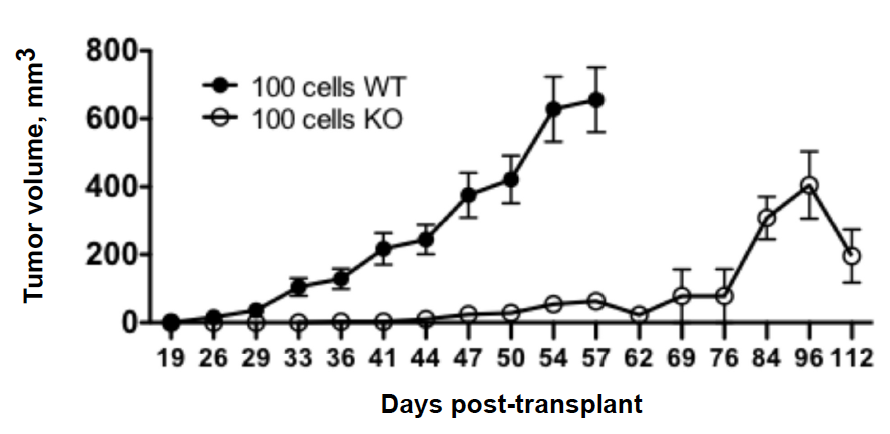 Tumor volume, mm³
800
600
400
200
0
100 cells WT
100 cells KO
19 26 29 33 36 41 44 47 50 54 57 62 69 76 84 96 112
Days post-transplant